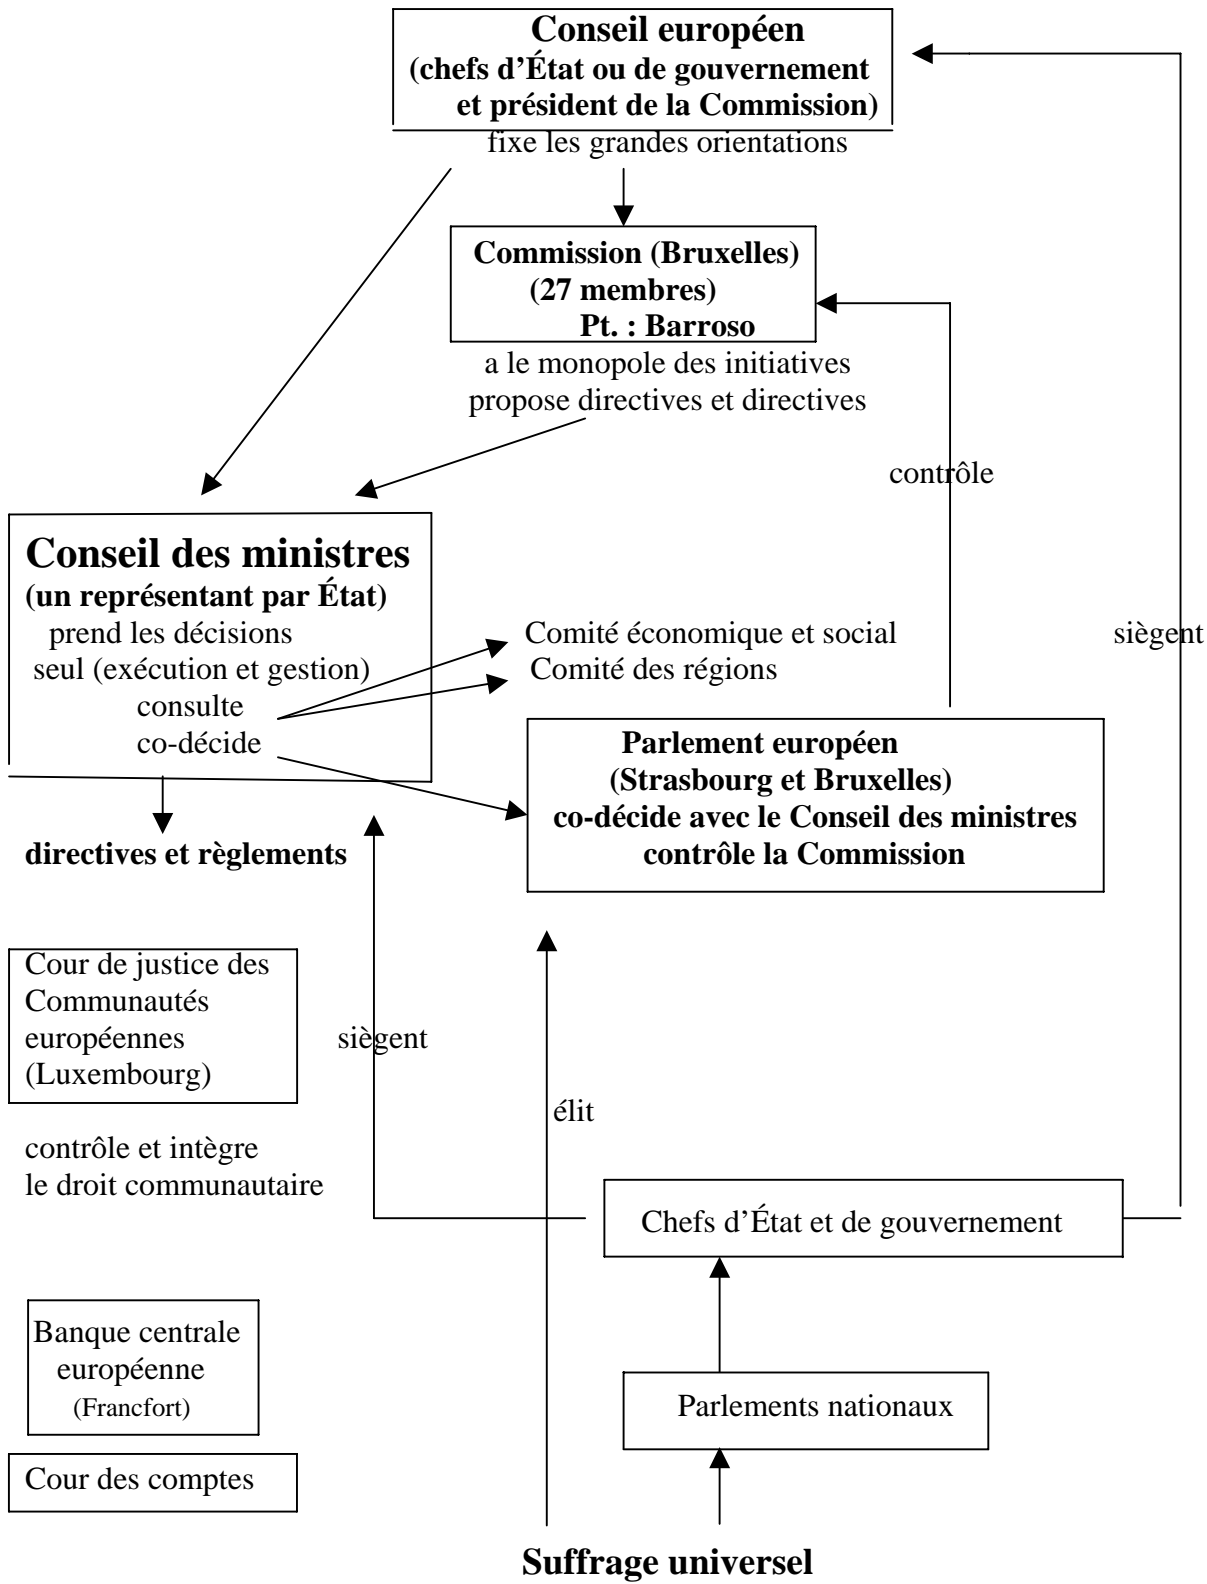 Conseil européen
(chefs d’État ou de gouvernement
et président de la Commission)
fixe les grandes orientations
Commission (Bruxelles)
(27 membres)
Pt. : Barroso
a le monopole des initiatives
propose directives et directives
contrôle
Conseil des ministres
(un représentant par État)
prend les décisions
seul (exécution et gestion)
consulte
co-décide
Comité économique et social
Comité des régions
siègent
Parlement européen
(Strasbourg et Bruxelles)
co-décide avec le Conseil des ministres
contrôle la Commission
directives et règlements
Cour de justice des
Communautés
européennes
(Luxembourg)
siègent
élit
contrôle et intègre
le droit communautaire
Chefs d’État et de gouvernement
Banque centrale
européenne
(Francfort)
Parlements nationaux
Cour des comptes
Suffrage universel